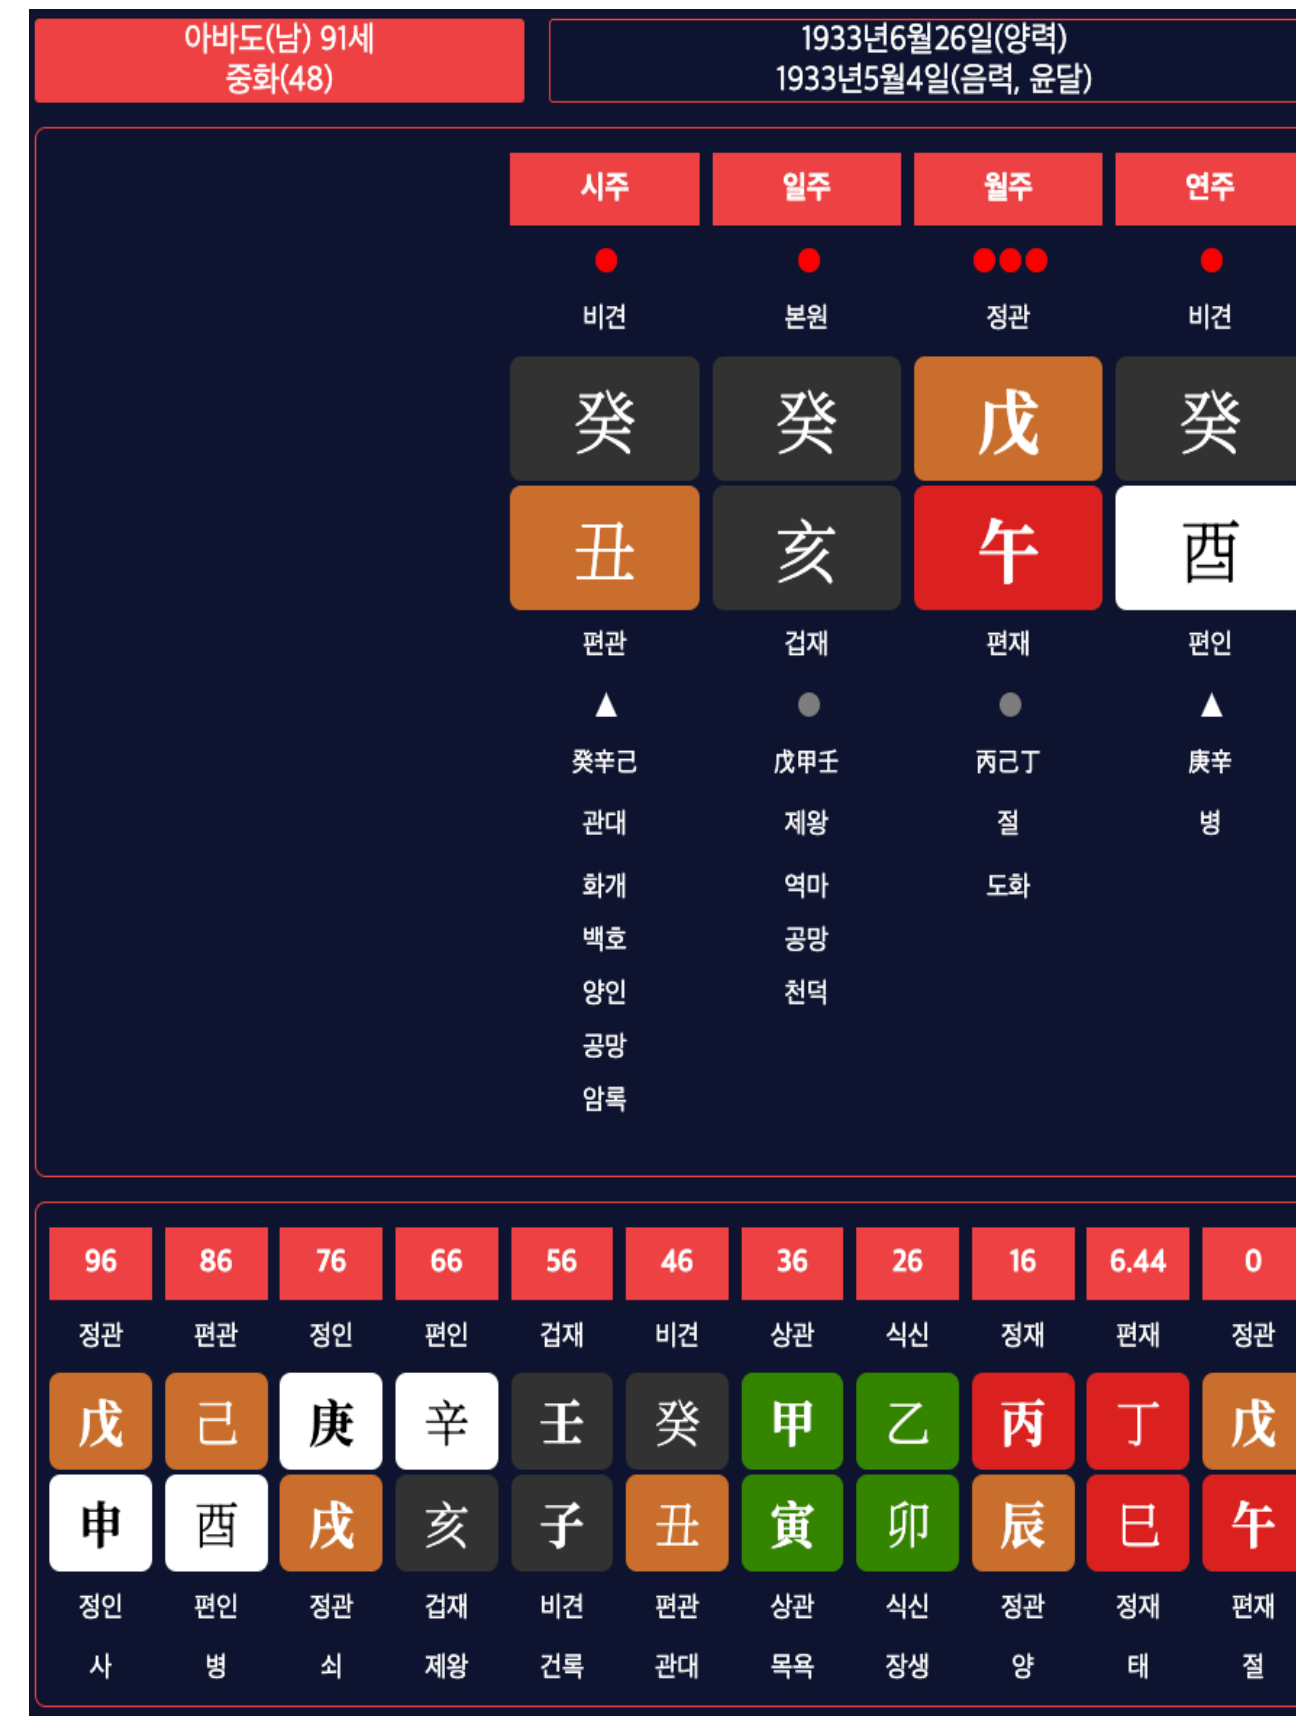 아바도(남) 91세
중화(48)
1933년6월26일(양력)
1933년5월4일(음력, 윤달)
시주 일주 월주 연주
비견 본원 정관 비견
癸 癸 戊 癸
丑 亥 午 酉
편관 겁재 편재 편인
癸辛己 戊甲壬 丙己丁 庚辛
관대 제왕 절 병
화개 역마 도화
백호 공망
양인 천덕
공망
암록
96 86 76 66 56 46 36 26 16 6.44 0
정관 편관 정인 편인 겁재 비견 상관 식신 정재 편재 정관
戊 己 庚 辛 壬 癸 甲 乙 丙 丁 戊
申 酉 戌 亥 子 丑 寅 卯 辰 巳 午
정인 편인 정관 겁재 비견 편관 상관 식신 정관 정재 편재
사 병 쇠 제왕 건록 관대 목욕 장생 양 태 절